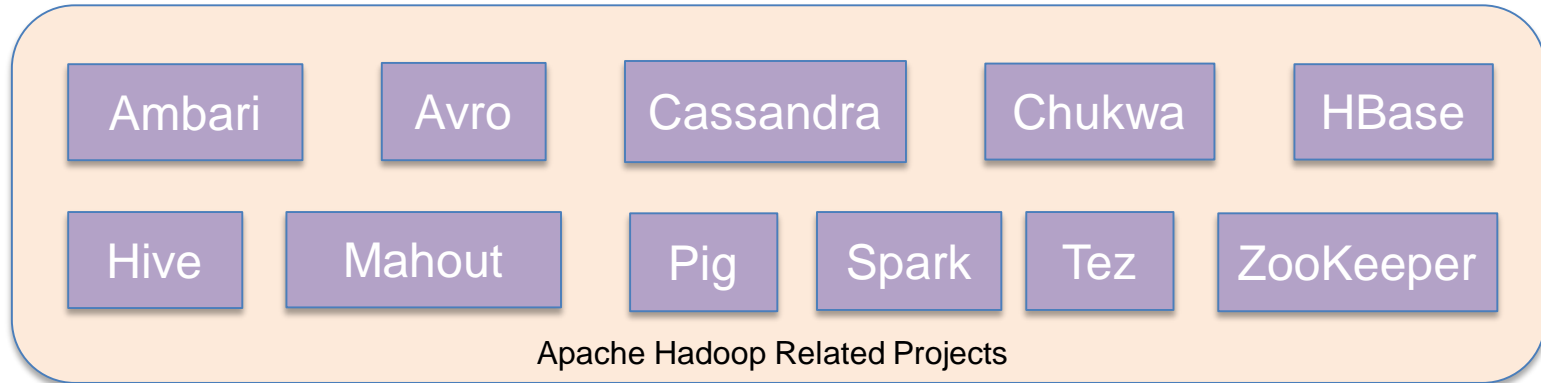 Ambari Avro Cassandra Chukwa HBase
Hive Mahout Pig Spark Tez ZooKeeper
Apache Hadoop Related Projects